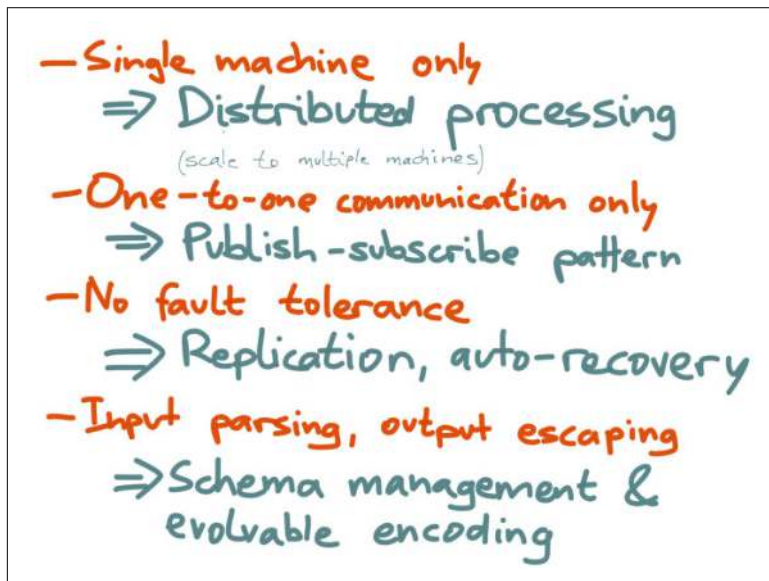 — Single machine only
⇒ Distributed processing
(scale to multiple machines)
— One-to-one communication only
⇒ Publish-subscribe pattern
— No fault tolerance
⇒ Replication, auto-recovery
— Input parsing, output escaping
⇒ Schema management &
evolvable encoding